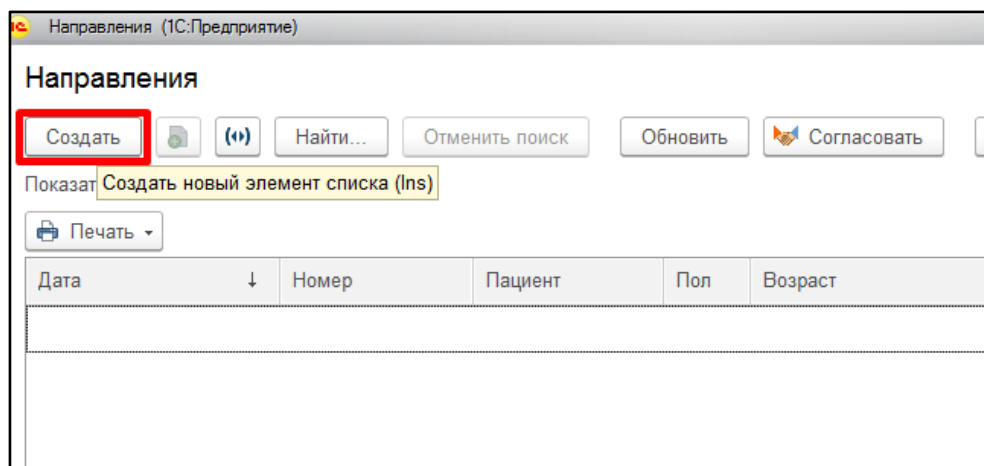 Направления (1С:Предприятие)
Направления
Создать Найти... Отменить поиск Обновить Согласовать
Показат Создать новый элемент списка (Ins)
Печать
Дата Номер Пациент Пол Возраст